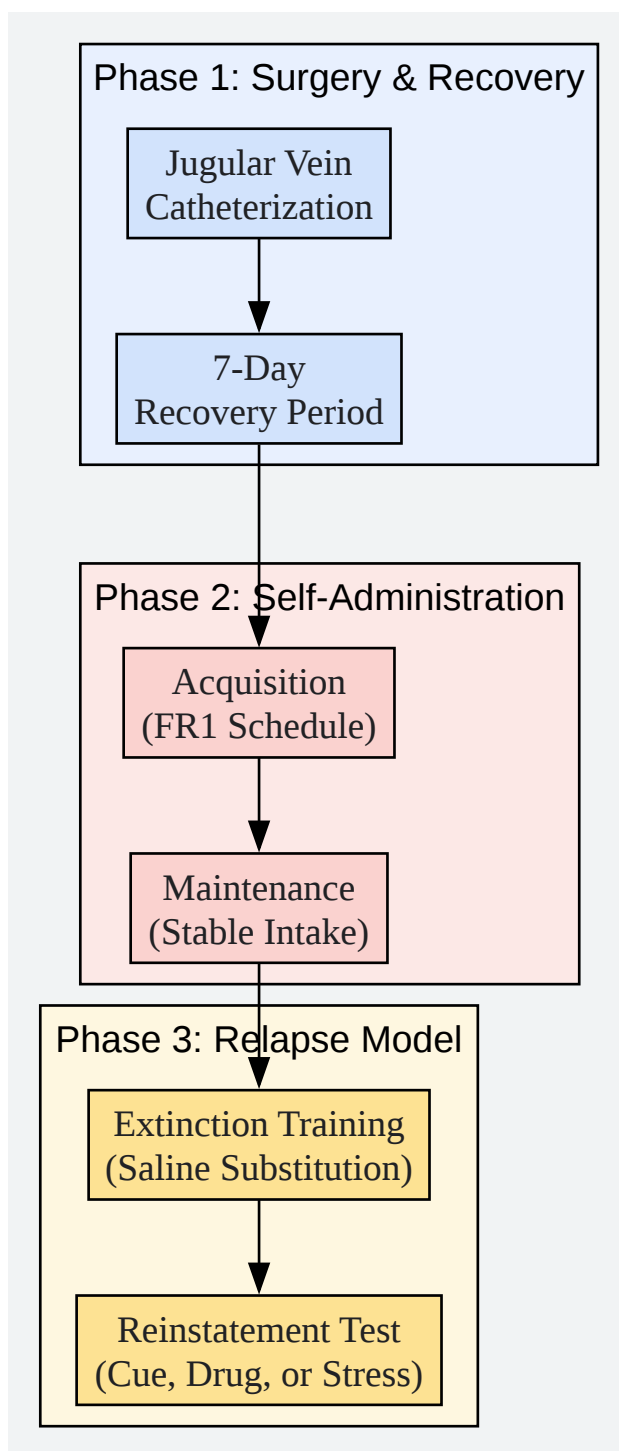 Phase 1: Surgery & Recovery
Jugular Vein
Catheterization
7-Day
Recovery Period
Phase 2: Self-Administration
Acquisition
(FR1 Schedule)
Maintenance
(Stable Intake)
Phase 3: Relapse Model
Extinction Training
(Saline Substitution)
Reinstatement Test
(Cue, Drug, or Stress)